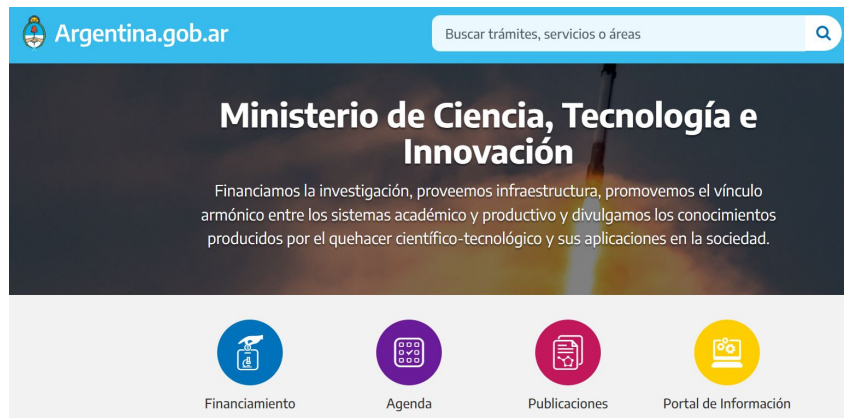 Argentina.gob.ar
Buscar trámites, servicios o áreas
Ministerio de Ciencia, Tecnología e
Innovación
Financiamos la investigación, proveemos infraestructura, promovemos el vínculo
armónico entre los sistemas académico y productivo y divulgamos los conocimientos
producidos por el quehacer científico-tecnológico y sus aplicaciones en la sociedad.
Financiamiento
Agenda
Publicaciones
Portal de Información